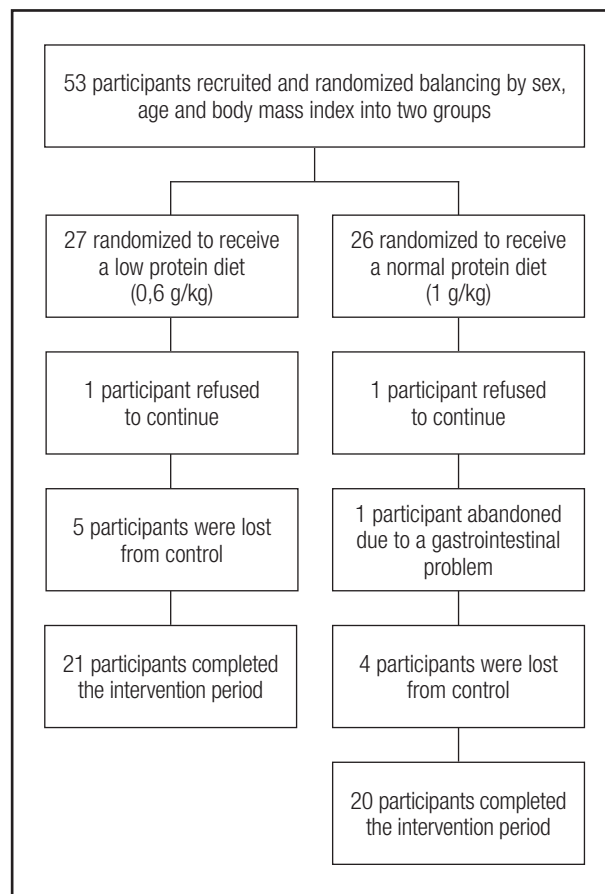 53 participants recruited and randomized balancing by sex,
age and body mass index into two groups
27 randomized to receive
a low protein diet
(0,6 g/kg)
26 randomized to receive
a normal protein diet
(1 g/kg)
1 participant refused
to continue
1 participant refused
to continue
5 participants were lost
from control
1 participant abandoned
due to a gastrointestinal
problem
21 participants completed
the intervention period
4 participants were lost
from control
20 participants completed
the intervention period